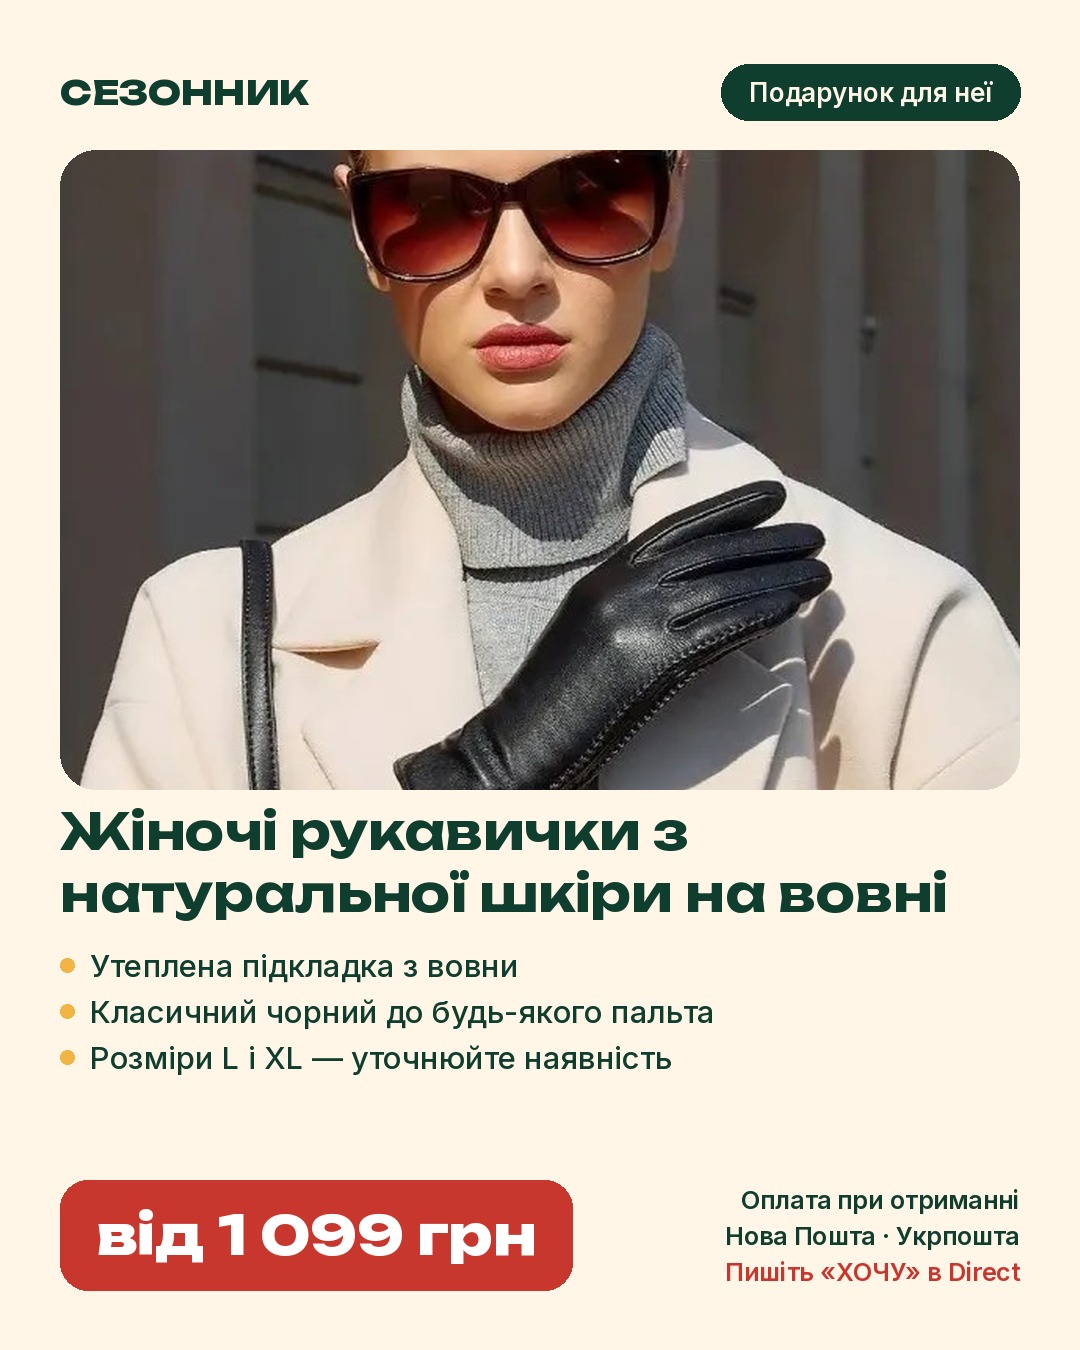 СЕЗОННИК
Подарунок для неї
Жіночі рукавички з
натуральної шкіри на вовні
Утеплена підкладка з вовни
Класичний чорний до будь-якого пальта
Розміри L і XL — уточнюйте наявність
від 1 099 грн
Оплата при отриманні
Нова Пошта · Укрпошта
Пишіть «ХОЧУ» в Direct